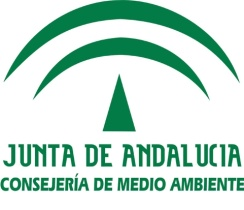 JUNTA DE ANDALUCIA
CONSEJERÍA DE MEDIO AMBIENTE